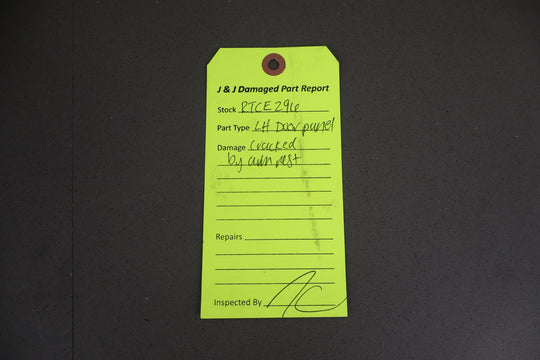 J & J Damaged Part Report
Stock RTCE296
Part Type LH Door panel
Damage Cracked
by arm rest
Repairs
Inspected By